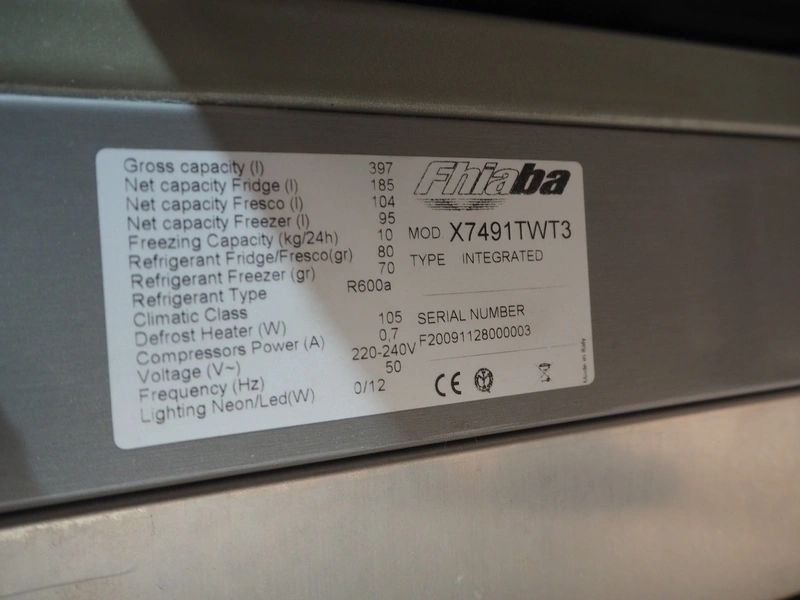 Gross capacity (l) 397
Net capacity Fridge (l) 185
Net capacity Fresco (l) 104
Net capacity Freezer (l) 95
Freezing Capacity (kg/24h) 10
Refrigerant Fridge/Fresco(gr) 80
Refrigerant Freezer (gr) 70
Refrigerant Type R600a
Climatic Class
Defrost Heater (W) 105
Compressors Power (A) 0,7
Voltage (V~) 220-240V
Frequency (Hz) 50
Lighting Neon/Led(W) 0/12
Fhiaba
MOD. X7491TWT3
TYPE INTEGRATED
SERIAL NUMBER
F20091128000003
CE
Made in Italy